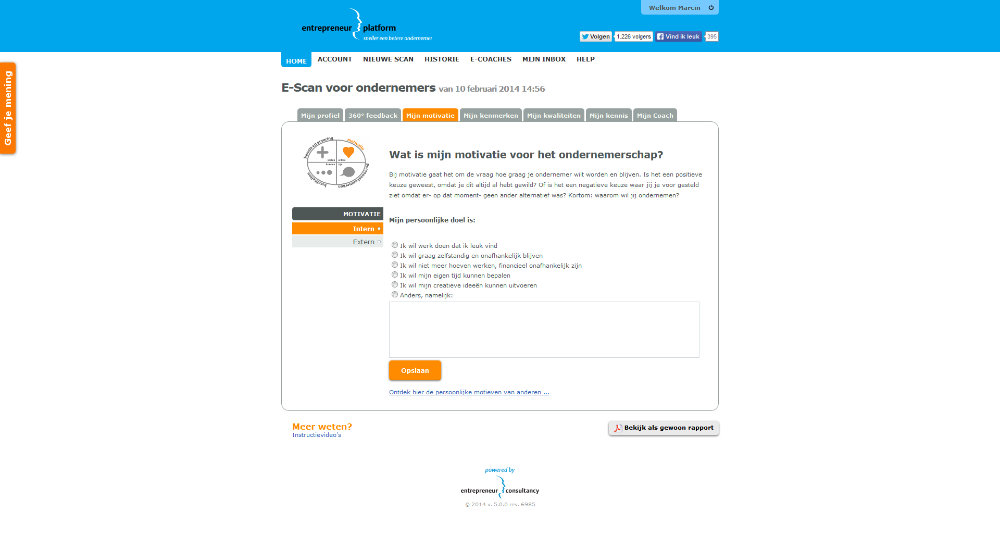 Welkom Marcin
entrepreneur platform
sneller een betere ondernemer
Volgen 1.226 volgers Vind ik leuk 395
HOME ACCOUNT NIEUWE SCAN HISTORIE E-COACHES MIJN INBOX HELP
Geef je mening
E-Scan voor ondernemers van 10 februari 2014 14:56
Mijn profiel 360° feedback Mijn motivatie Mijn kenmerken Mijn kwaliteiten Mijn kennis Mijn Coach
kennis en ervaring motivatie
weten willen
kunnen zijn
kwaliteiten persoonskenmerken
MOTIVATIE
Intern
Extern
Wat is mijn motivatie voor het ondernemerschap?
Bij motivatie gaat het om de vraag hoe graag je ondernemer wilt worden en blijven. Is het een positieve
keuze geweest, omdat je dit altijd al hebt gewild? Of is het een negatieve keuze waar jij je voor gesteld
ziet omdat er- op dat moment- geen ander alternatief was? Kortom: waarom wil jij ondernemen?
Mijn persoonlijke doel is:
Ik wil werk doen dat ik leuk vind
Ik wil graag zelfstandig en onafhankelijk blijven
Ik wil niet meer hoeven werken, financieel onafhankelijk zijn
Ik wil mijn eigen tijd kunnen bepalen
Ik wil mijn creatieve ideeën kunnen uitvoeren
Anders, namelijk:
Opslaan
Ontdek hier de persoonlijke motieven van anderen ...
Meer weten?
Instructievideo's
Bekijk als gewoon rapport
powered by
entrepreneur consultancy
© 2014 v. 5.0.0 rev. 6985